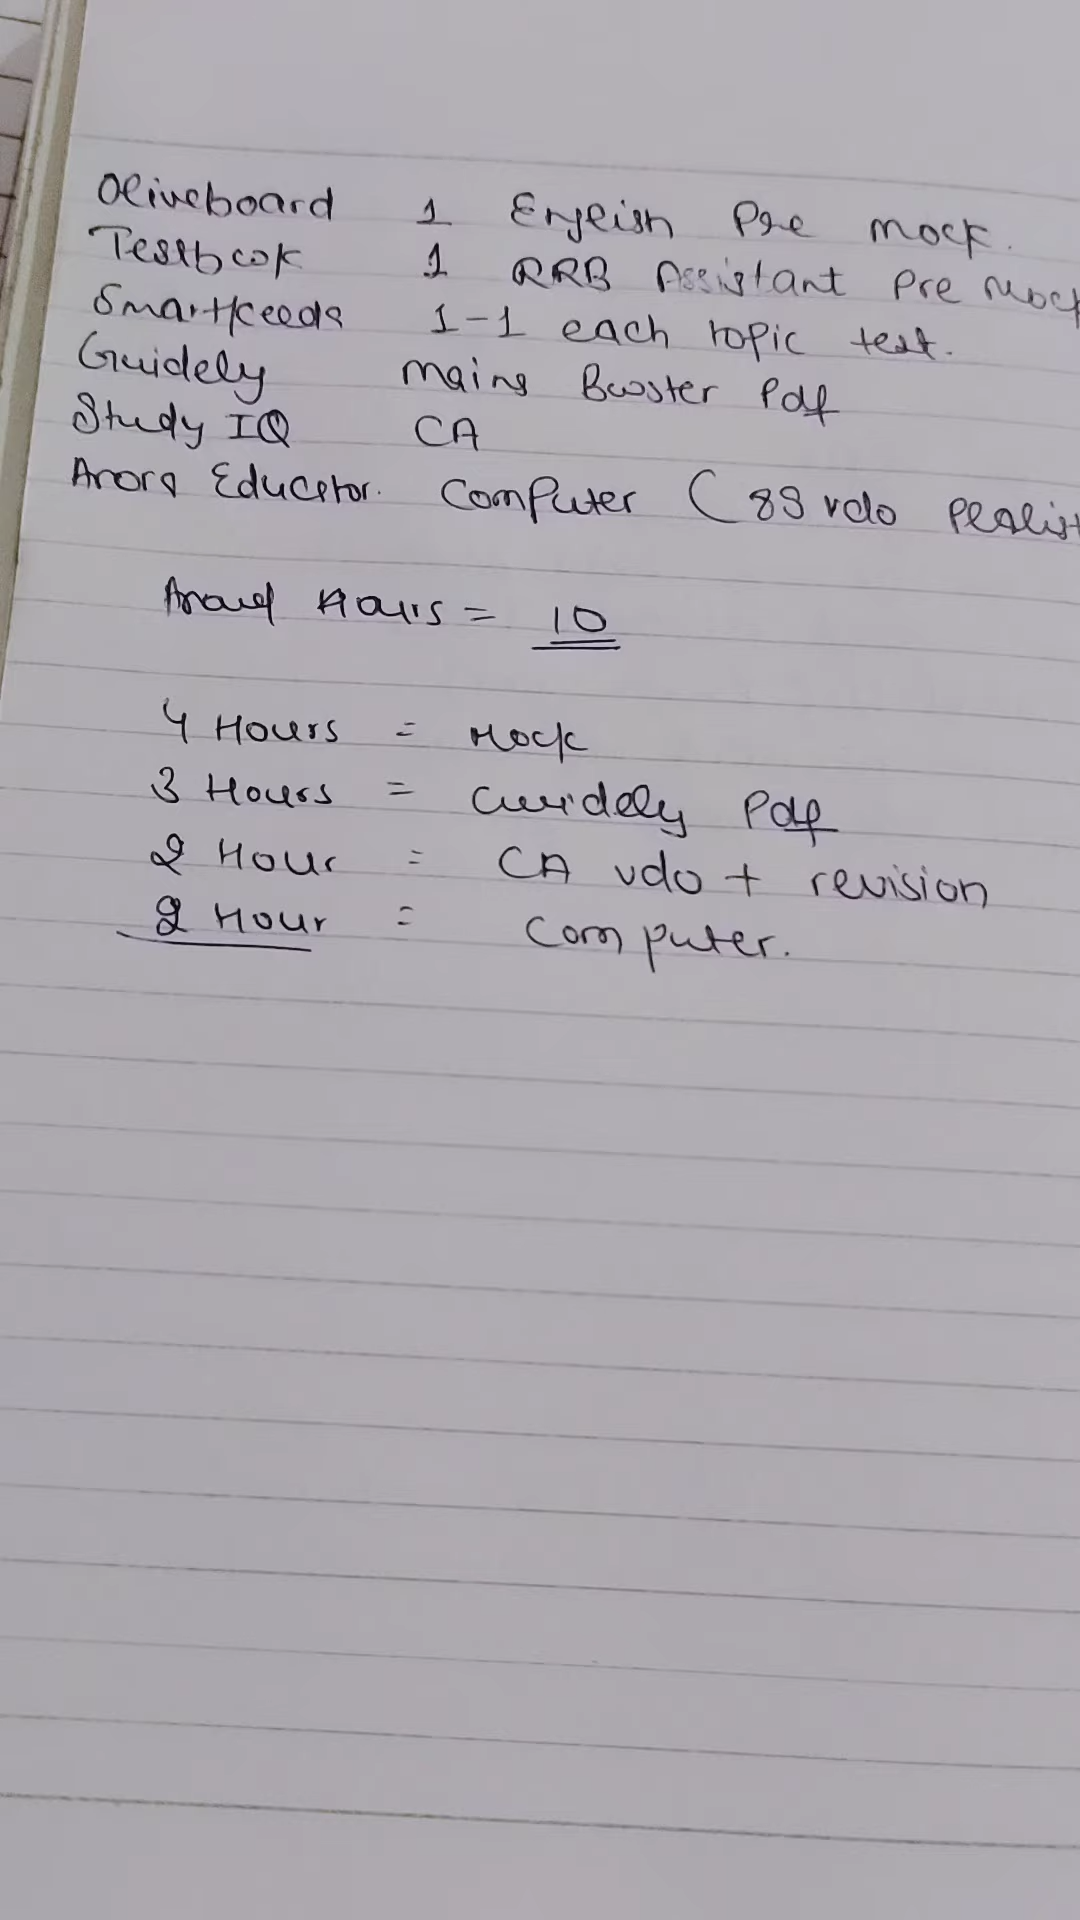 Oliveboard 1 English Pre mock.
Testbook 1 RRB Assistant Pre Mock
Smartkeeda 1-1 each topic test.
Guidely mains Booster Pdf
Study IQ CA
Arora Educator. Computer ( 89 vdo
Hours = 10
4 Hours = Mock
3 Hours = Guidely Pdf
2 Hour = CA vdo + revision
2 Hour = Computer.